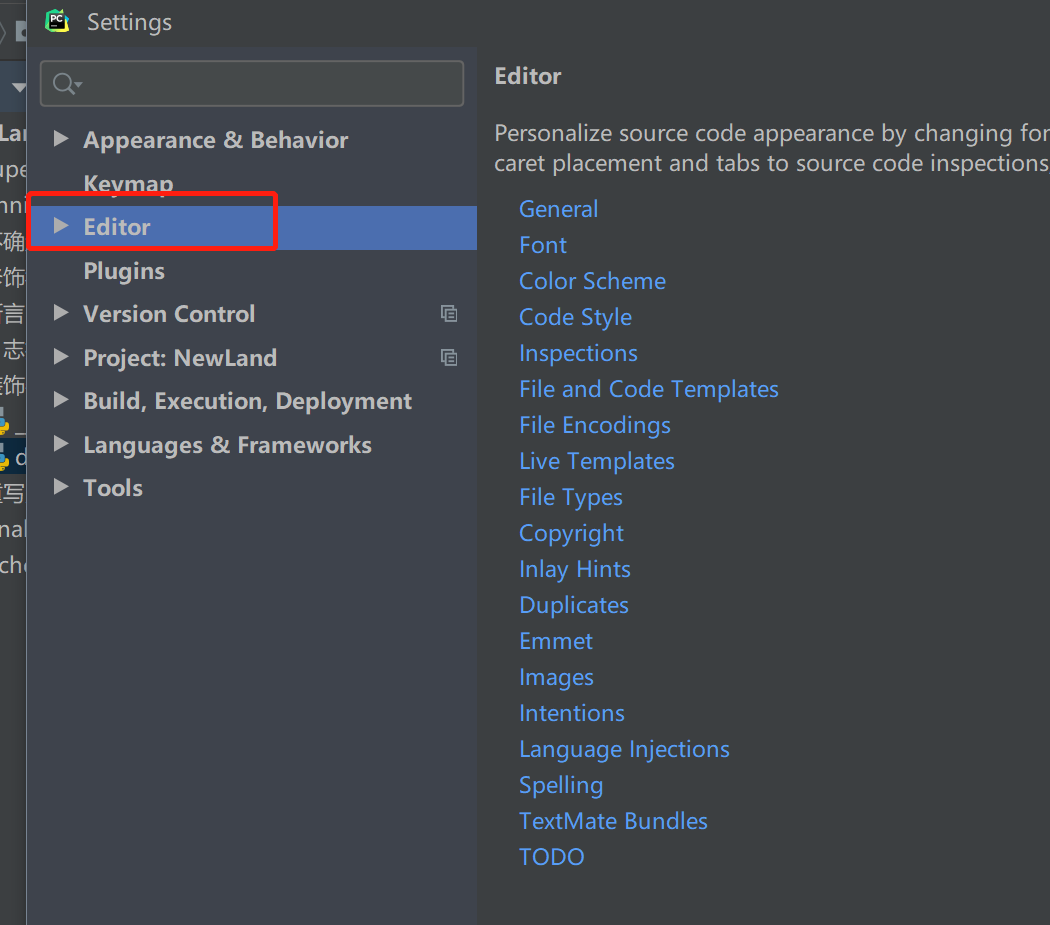 PC
Settings
Appearance & Behavior
Keymap
Editor
Plugins
Version Control
Project: NewLand
Build, Execution, Deployment
Languages & Frameworks
Tools
Editor
Personalize source code appearance by changing for
caret placement and tabs to source code inspections
General
Font
Color Scheme
Code Style
Inspections
File and Code Templates
File Encodings
Live Templates
File Types
Copyright
Inlay Hints
Duplicates
Emmet
Images
Intentions
Language Injections
Spelling
TextMate Bundles
TODO